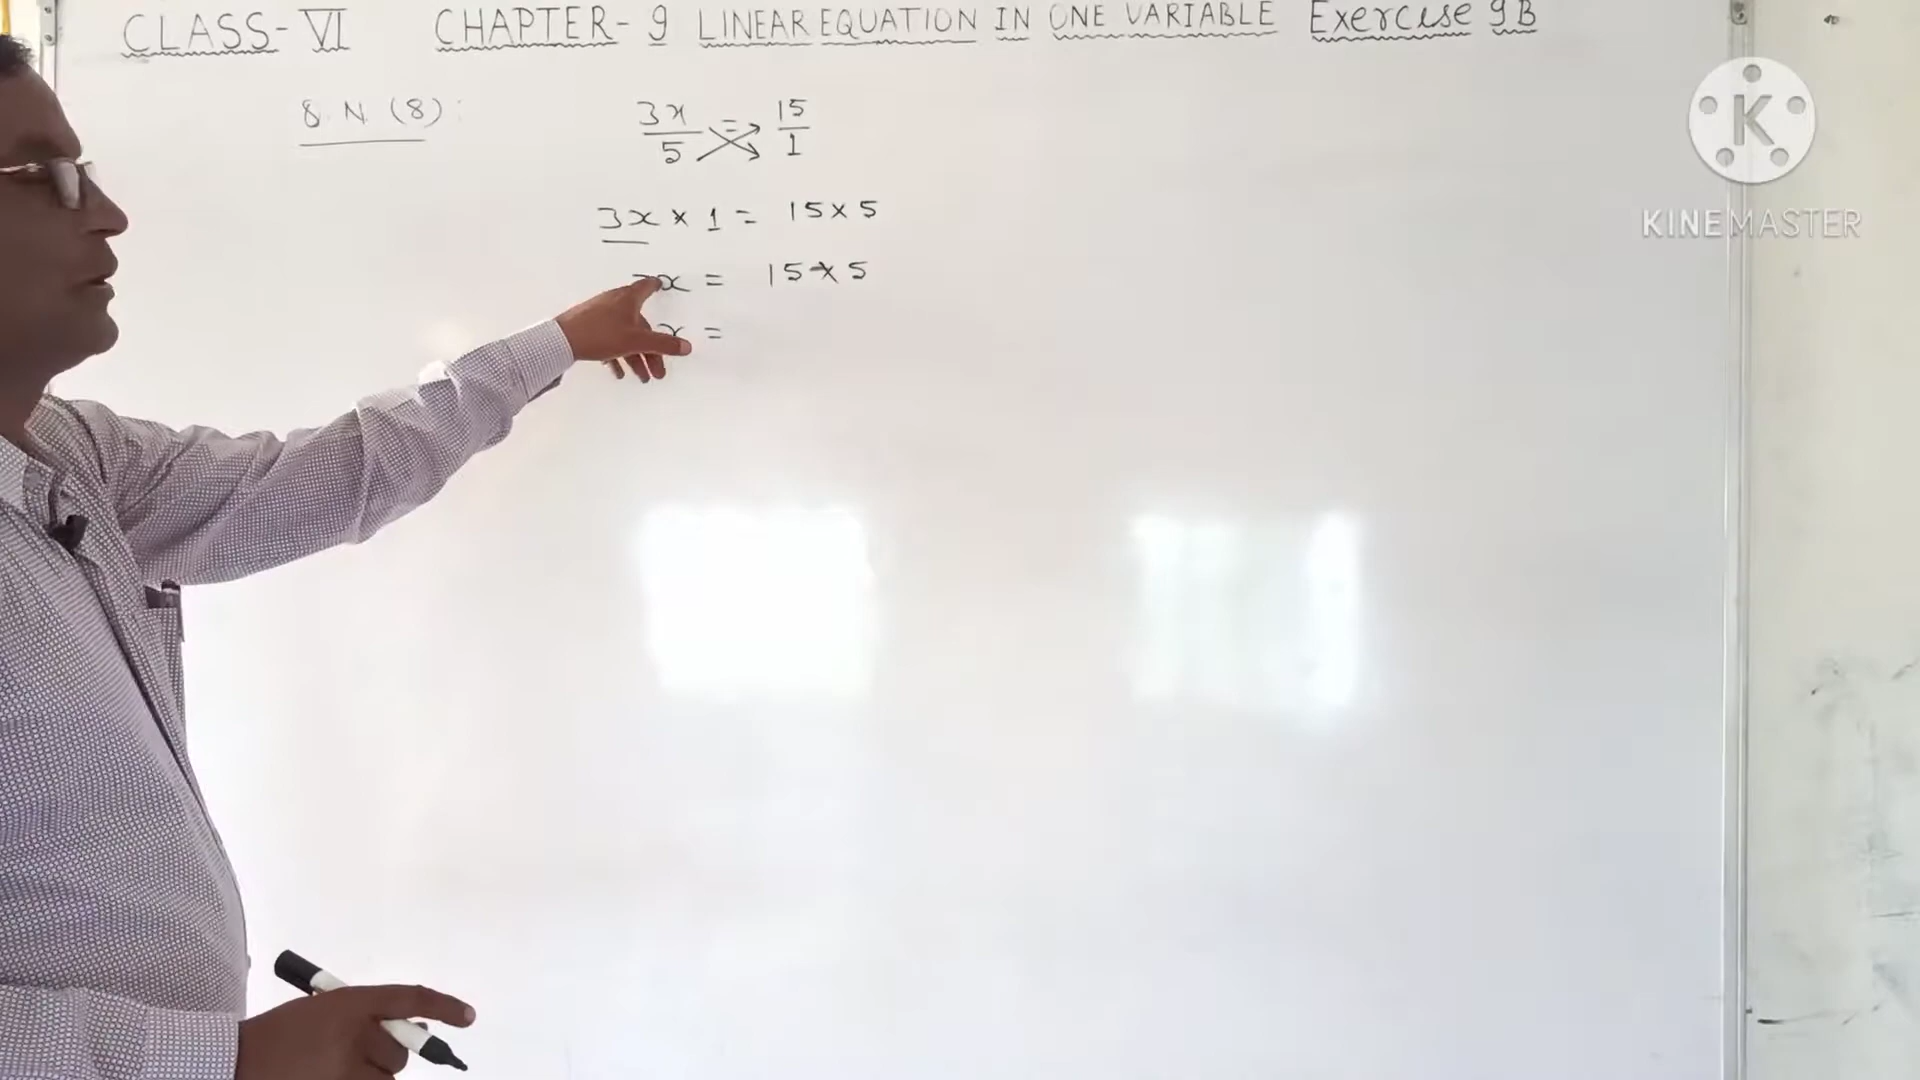 CLASS-VI CHAPTER-9 LINEAR EQUATION IN ONE VARIABLE Exercise 9B
Q.N. (8):
3x/5 = 15/1
3x × 1 = 15 × 5
3x = 15 × 5
x =
K
KINEMASTER